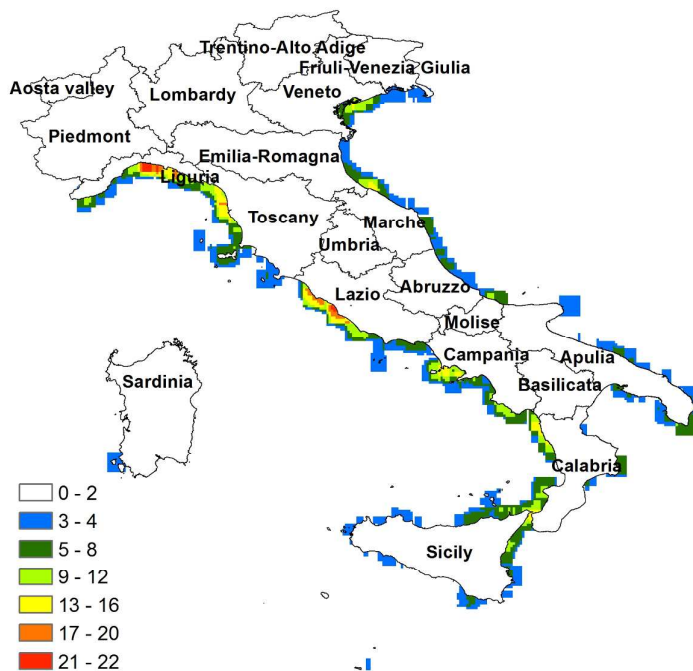 Trentino-Alto Adige
Friuli-Venezia Giulia
Aosta valley
Lombardy
Veneto
Piedmont
Emilia-Romagna
Liguria
Toscany
Marche
Umbria
Lazio
Abruzzo
Molise
Campania
Apulia
Basilicata
Sardinia
Calabria
Sicily
0 - 2
3 - 4
5 - 8
9 - 12
13 - 16
17 - 20
21 - 22